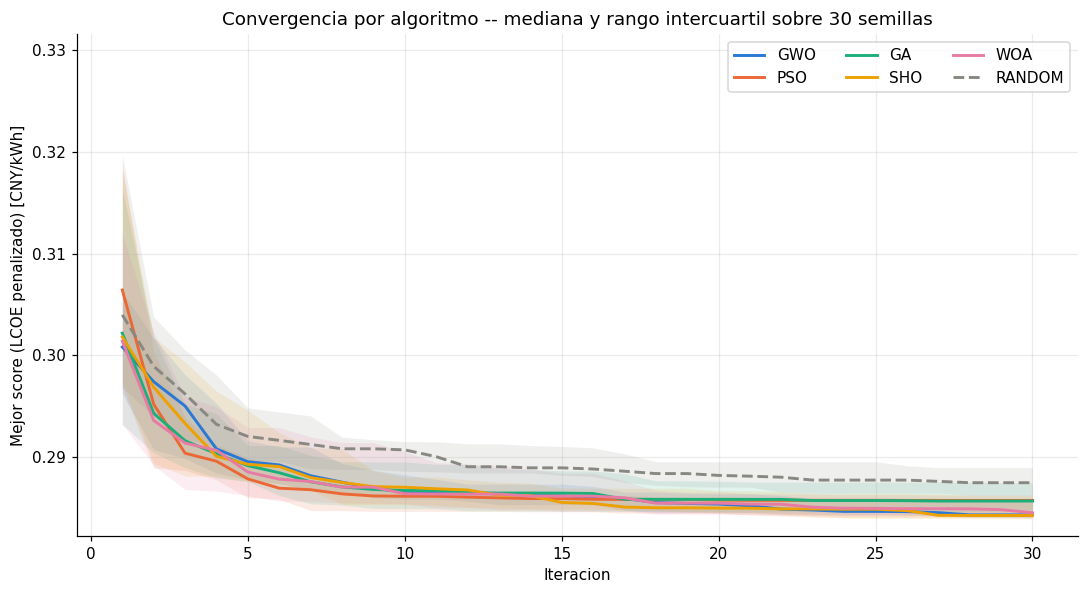 Convergencia por algoritmo -- mediana y rango intercuartil sobre 30 semillas
Mejor score (LCOE penalizado) [CNY/kWh]
0.33
0.32
0.31
0.30
0.29
GWO GA WOA
PSO SHO RANDOM
0 5 10 15 20 25 30
Iteracion